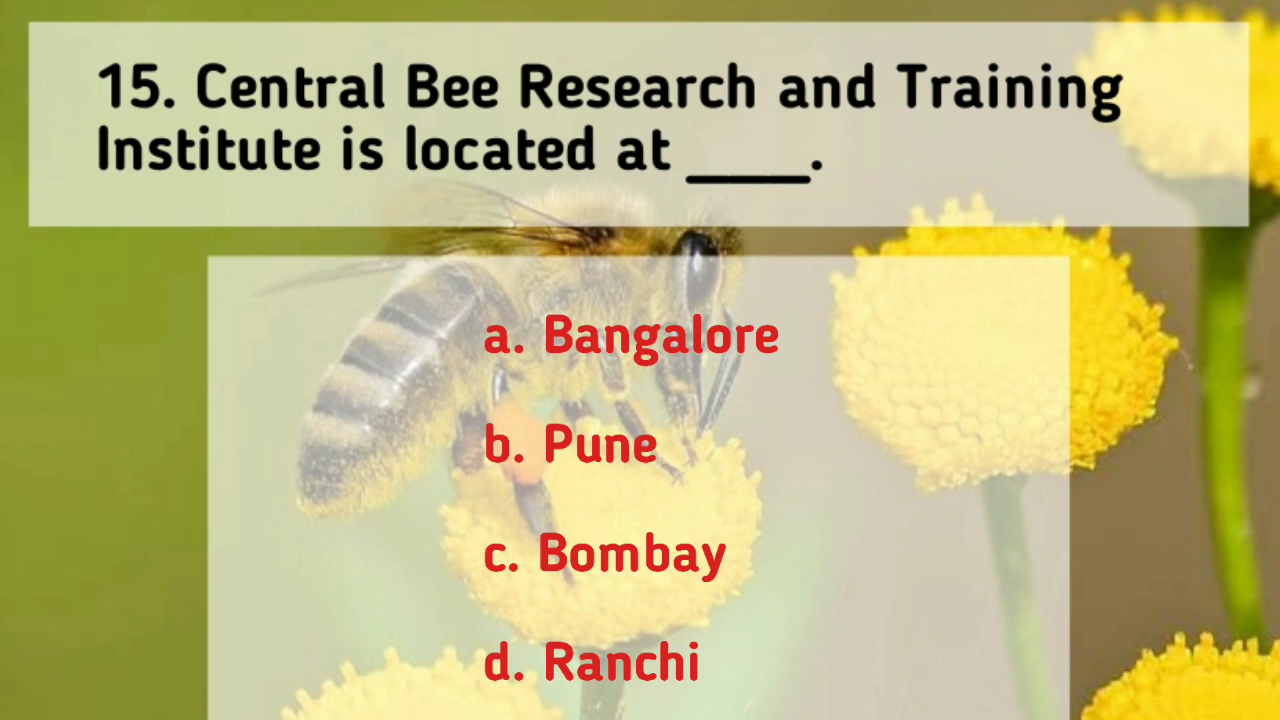 15. Central Bee Research and Training
Institute is located at ____.
a. Bangalore
b. Pune
c. Bombay
d. Ranchi